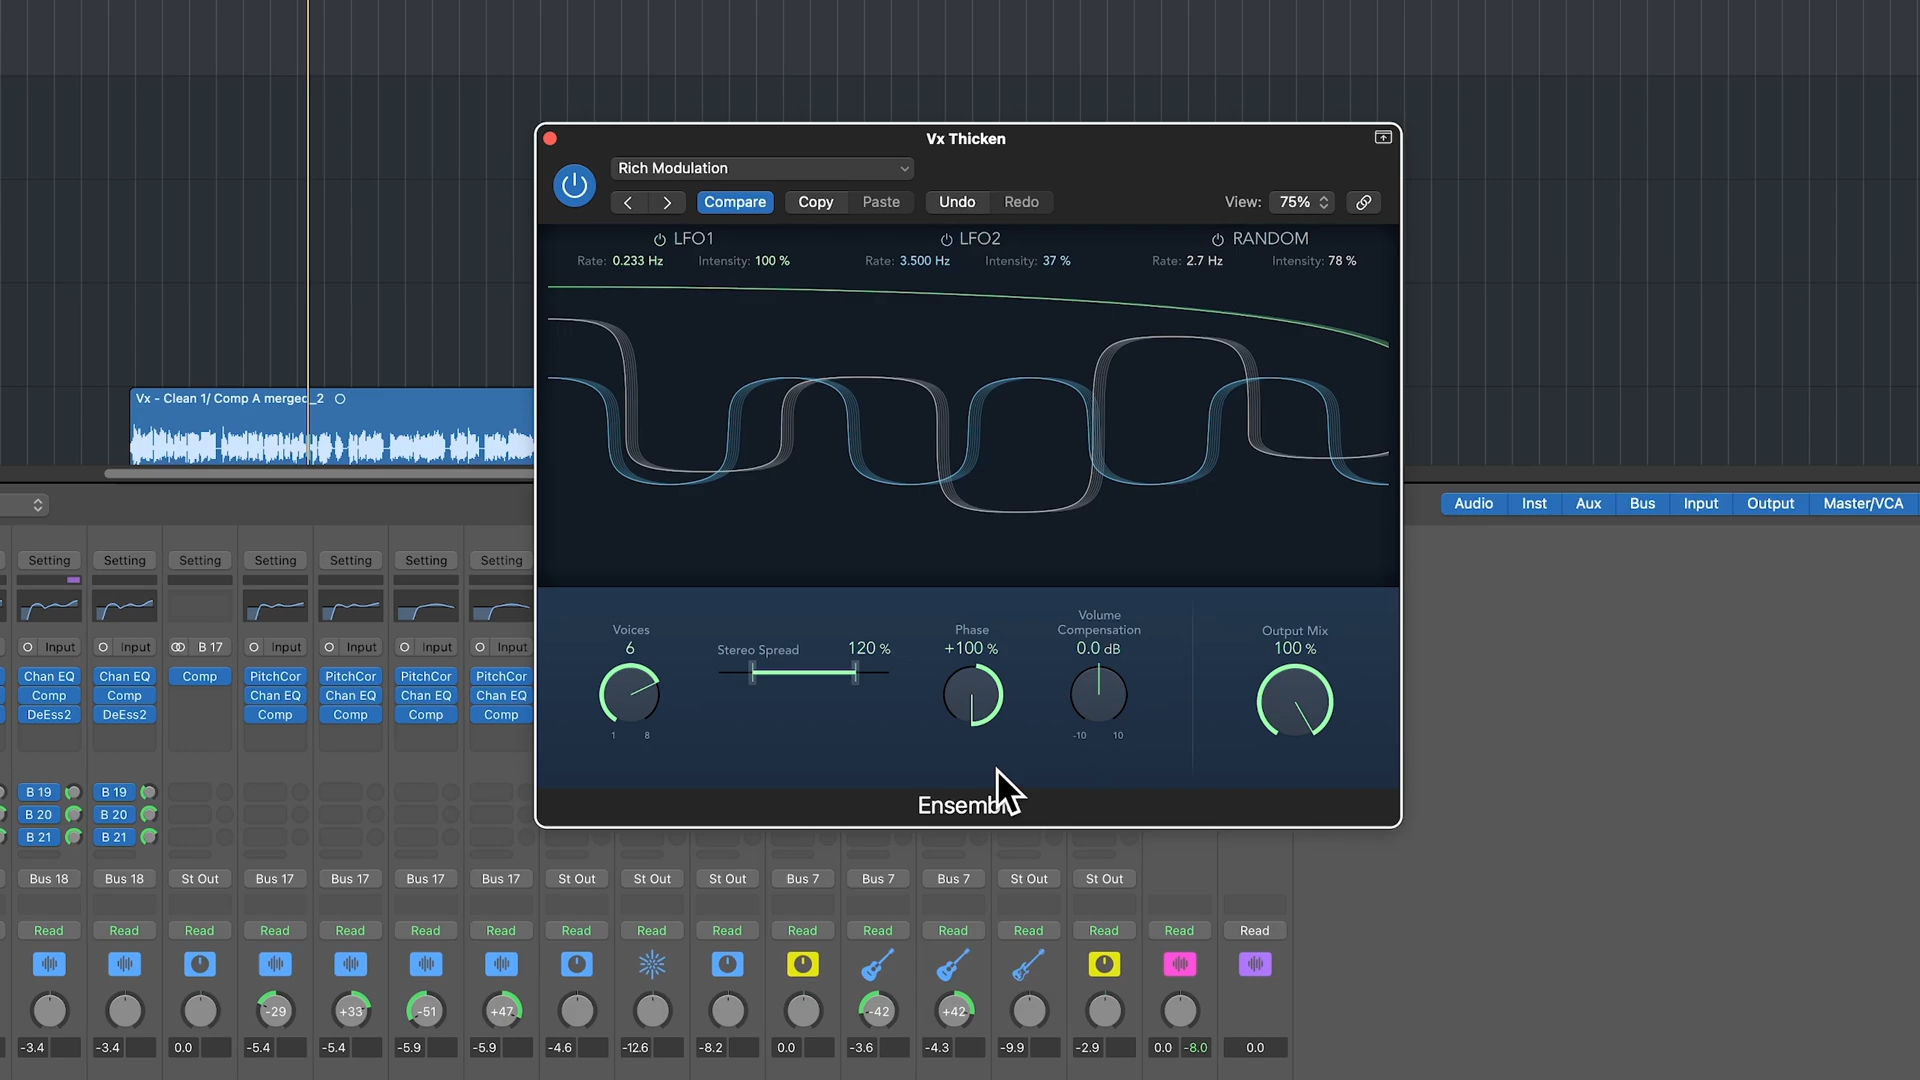 Vx Thicken
Rich Modulation
Compare Copy Paste Undo Redo View: 75%
LFO1 LFO2 RANDOM
Rate: 0.233 Hz Intensity: 100 % Rate: 3.500 Hz Intensity: 37 % Rate: 2.7 Hz Intensity: 78 %
Vx - Clean 1/ Comp A merged_2
Audio Inst Aux Bus Input Output Master/VCA
Setting Setting Setting Setting Setting Setting Setting
Volume
Voices Phase Compensation Output Mix
6 Stereo Spread 120 % +100 % 0.0 dB 100 %
Input Input B 17 Input Input Input Input
Chan EQ Chan EQ Comp PitchCor PitchCor PitchCor PitchCor
Comp Comp Chan EQ Chan EQ Chan EQ Chan EQ
DeEss2 DeEss2 Comp Comp Comp Comp
1 8 -10 10
B 19 B 19
B 20 B 20
B 21 B 21
Bus 18 Bus 18 St Out Bus 17 Bus 17 Bus 17 Bus 17 St Out St Out St Out Bus 7 Bus 7 Bus 7 St Out St Out
Read Read Read Read Read Read Read Read Read Read Read Read Read Read Read Read Read
-29 +33 -51 +47 -42 +42
-3.4 -3.4 0.0 -5.4 -5.4 -5.9 -5.9 -4.6 -12.6 -8.2 0.0 -3.6 -4.3 -9.9 -2.9 0.0 -8.0 0.0